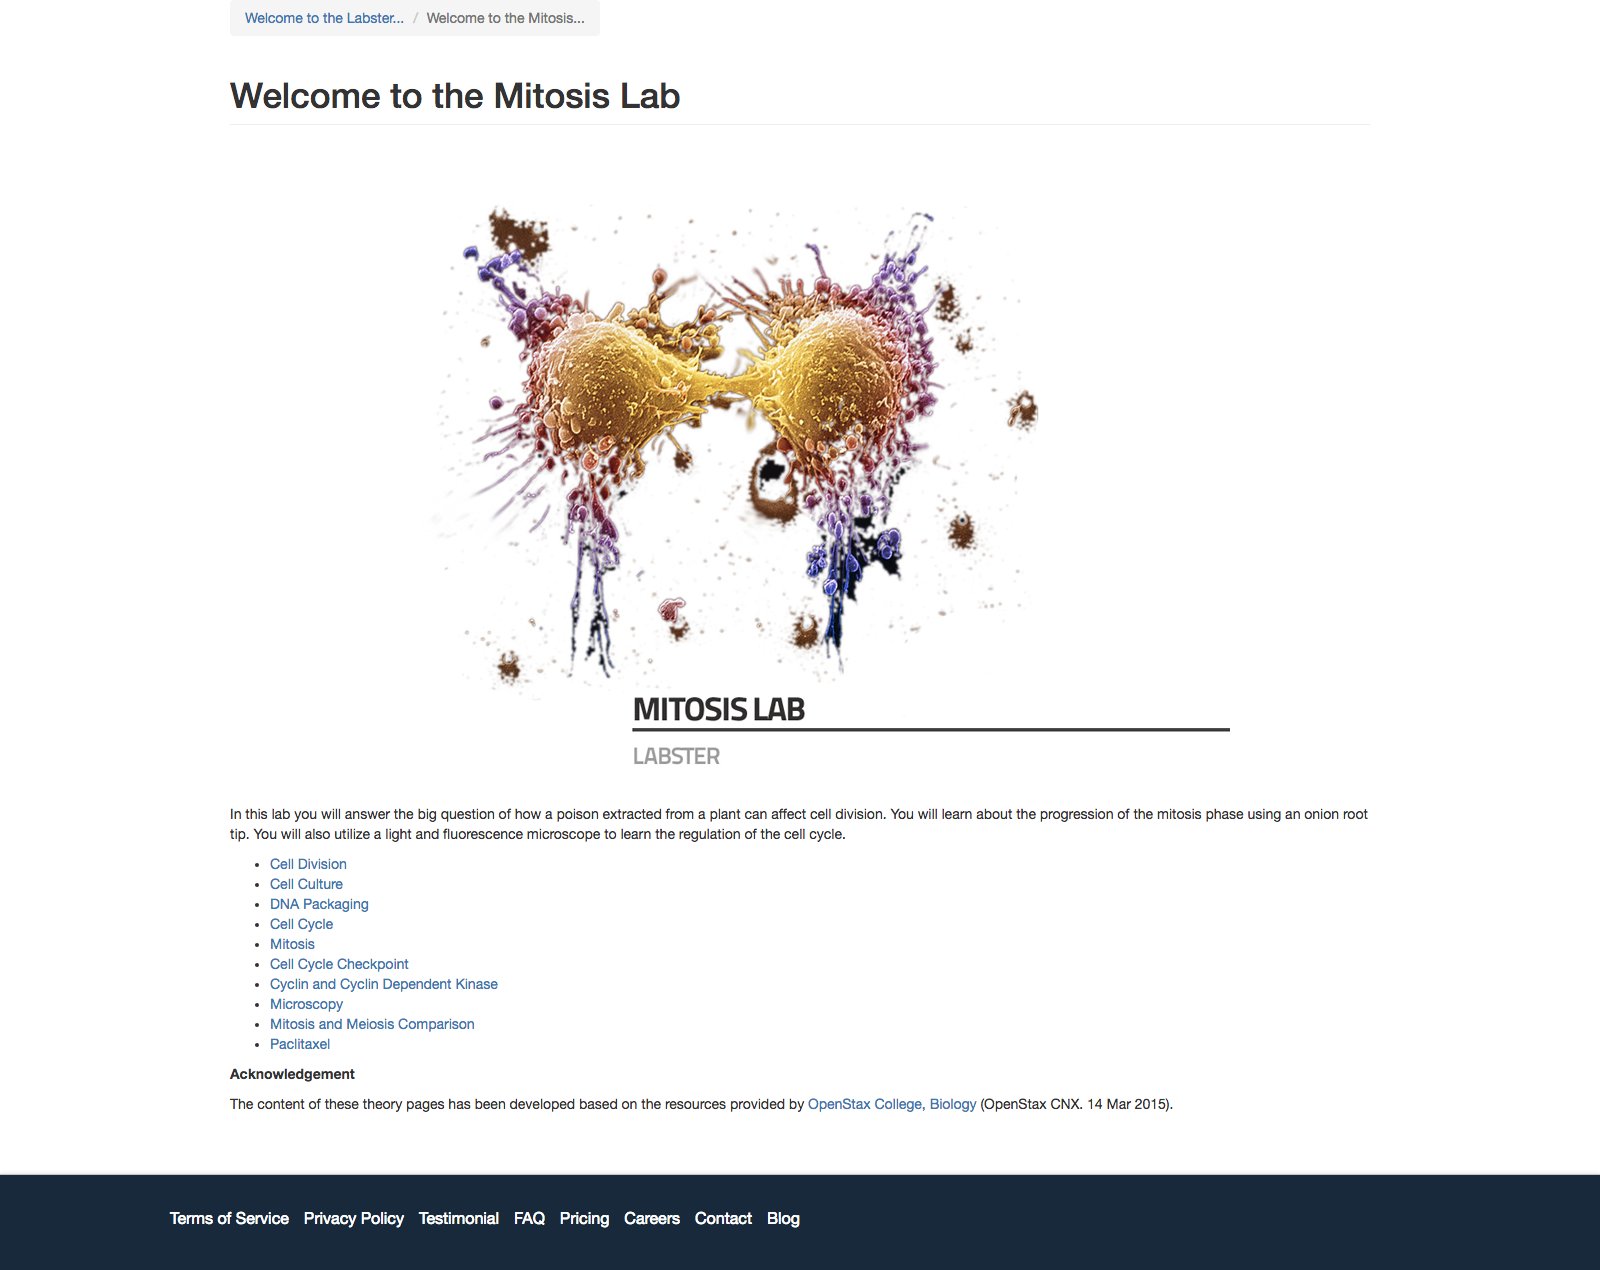 Welcome to the Labster... / Welcome to the Mitosis...
Welcome to the Mitosis Lab
MITOSIS LAB
LABSTER
In this lab you will answer the big question of how a poison extracted from a plant can affect cell division. You will learn about the progression of the mitosis phase using an onion root
tip. You will also utilize a light and fluorescence microscope to learn the regulation of the cell cycle.
• Cell Division
• Cell Culture
• DNA Packaging
• Cell Cycle
• Mitosis
• Cell Cycle Checkpoint
• Cyclin and Cyclin Dependent Kinase
• Microscopy
• Mitosis and Meiosis Comparison
• Paclitaxel
Acknowledgement
The content of these theory pages has been developed based on the resources provided by OpenStax College, Biology (OpenStax CNX. 14 Mar 2015).
Terms of Service Privacy Policy Testimonial FAQ Pricing Careers Contact Blog